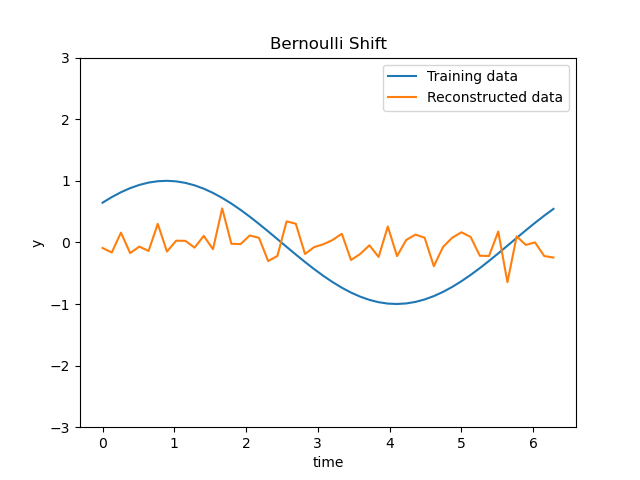 Bernoulli Shift
Training data
Reconstructed data
3
2
1
0
−1
−2
−3
y
0 1 2 3 4 5 6
time